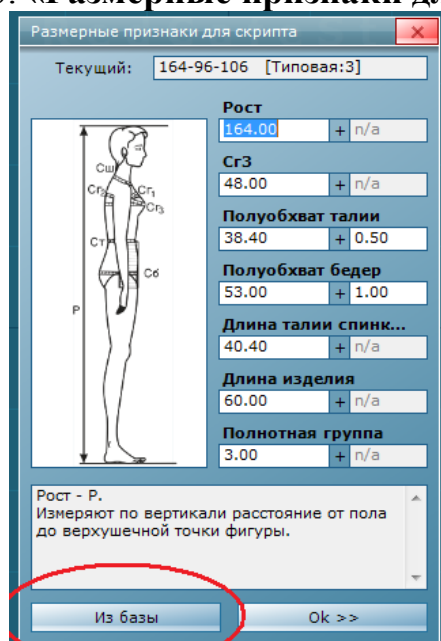 «Размерные признаки дл
Размерные признаки для скрипта
Текущий: 164-96-106 [Типовая:3]
Рост
164.00 + n/a
Сг3
48.00 + n/a
Полуобхват талии
38.40 + 0.50
Полуобхват бедер
53.00 + 1.00
Длина талии спинк...
40.40 + n/a
Длина изделия
60.00 + n/a
Полнотная группа
3.00 + n/a
Сш
Сг2 Сг1
Сг3
Ст
Сб
Р
Рост - Р.
Измеряют по вертикали расстояние от пола
до верхушечной точки фигуры.
Из базы
Ok >>